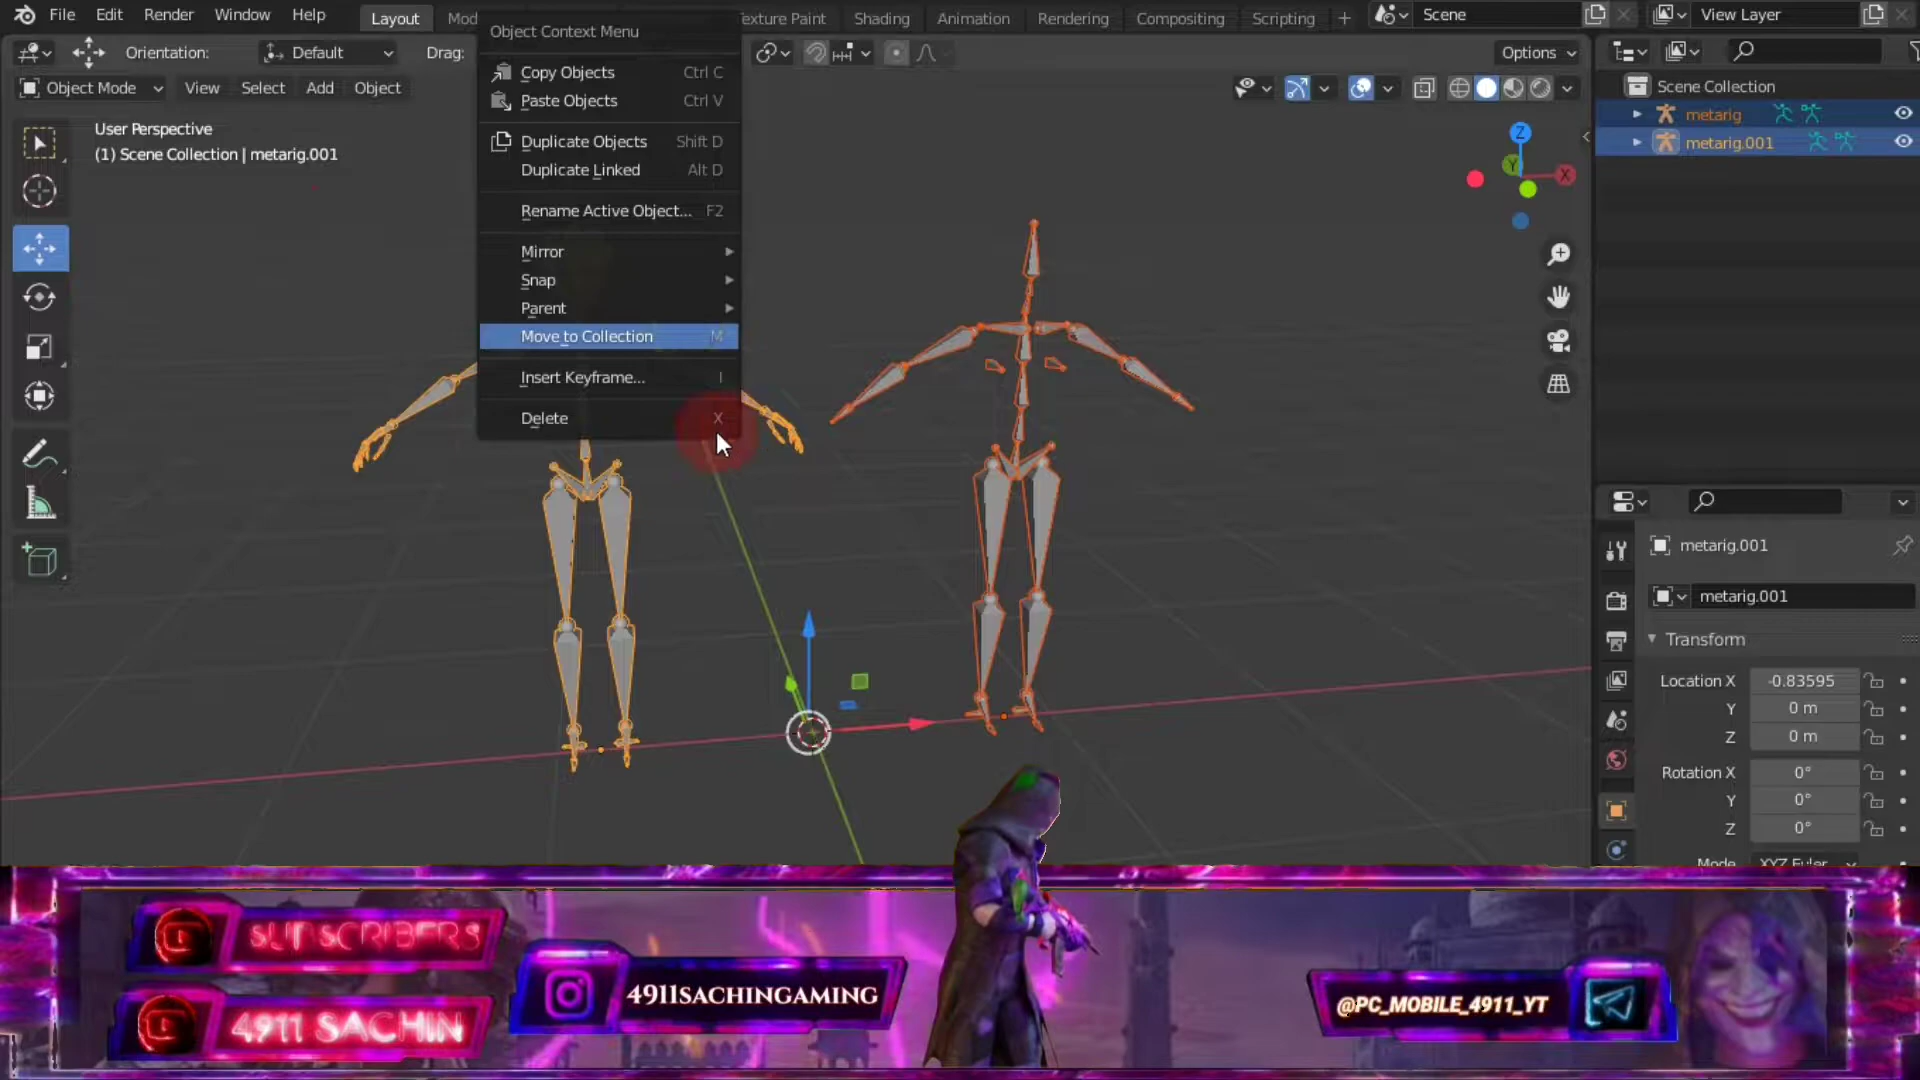 File Edit Render Window Help Layout Mod Texture Paint Shading Animation Rendering Compositing Scripting + Scene View Layer
Orientation: Default Drag: Options
Object Mode View Select Add Object
User Perspective
(1) Scene Collection | metarig.001
Object Context Menu
Copy Objects Ctrl C
Paste Objects Ctrl V
Duplicate Objects Shift D
Duplicate Linked Alt D
Rename Active Object... F2
Mirror
Snap
Parent
Move to Collection M
Insert Keyframe... I
Delete X
Z
Y
X
Scene Collection
metarig
metarig.001
metarig.001
metarig.001
Transform
Location X -0.83595
Y 0 m
Z 0 m
Rotation X 0°
Y 0°
Z 0°
Mode XYZ Euler
SUBSCRIBERS
4911 SACHIN
4911SACHINGAMING
@PC_MOBILE_4911_YT